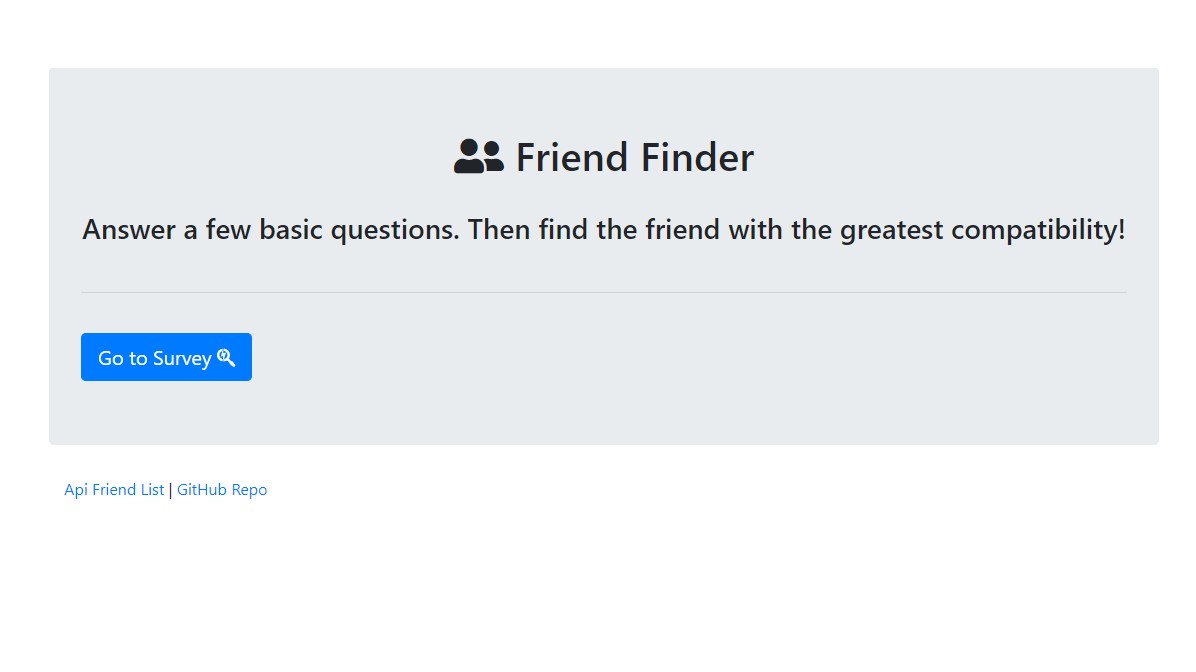 Friend Finder
Answer a few basic questions. Then find the friend with the greatest compatibility!
Go to Survey
Api Friend List | GitHub Repo